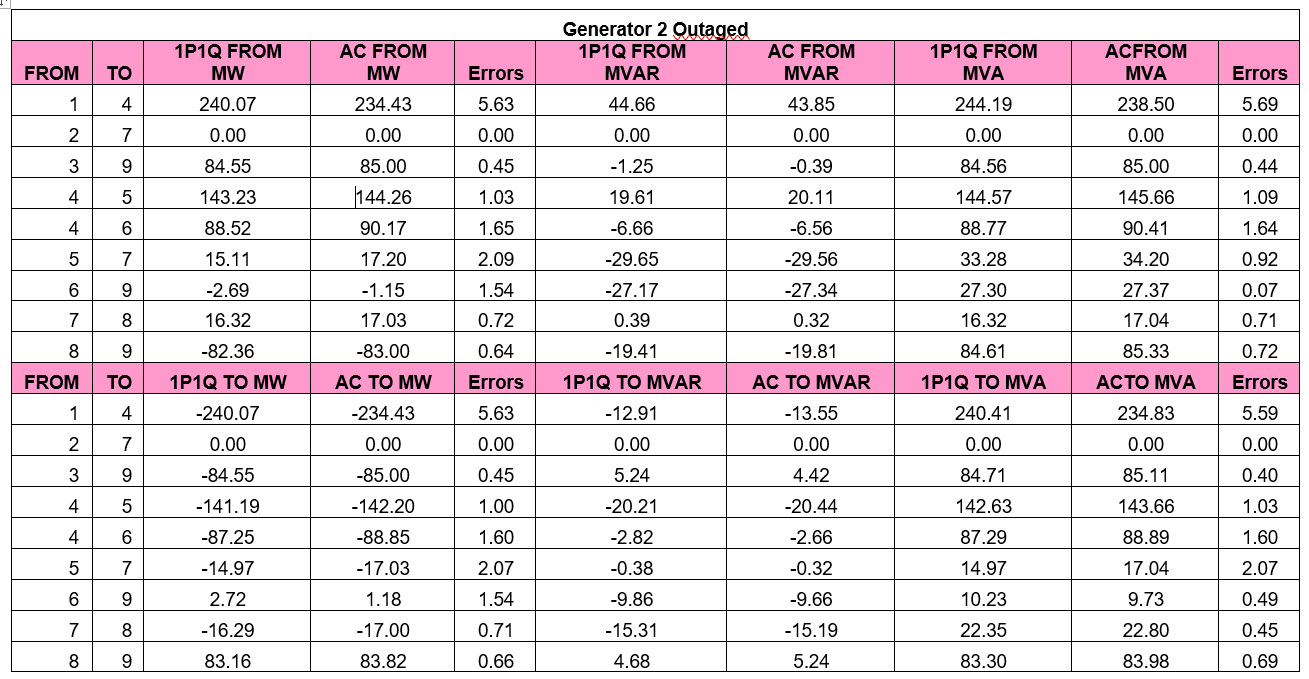 Generator 2 Outaged
FROM TO 1P1Q FROM MW AC FROM MW Errors 1P1Q FROM MVAR AC FROM MVAR 1P1Q FROM MVA ACFROM MVA Errors
1 4 240.07 234.43 5.63 44.66 43.85 244.19 238.50 5.69
2 7 0.00 0.00 0.00 0.00 0.00 0.00 0.00 0.00
3 9 84.55 85.00 0.45 -1.25 -0.39 84.56 85.00 0.44
4 5 143.23 144.26 1.03 19.61 20.11 144.57 145.66 1.09
4 6 88.52 90.17 1.65 -6.66 -6.56 88.77 90.41 1.64
5 7 15.11 17.20 2.09 -29.65 -29.56 33.28 34.20 0.92
6 9 -2.69 -1.15 1.54 -27.17 -27.34 27.30 27.37 0.07
7 8 16.32 17.03 0.72 0.39 0.32 16.32 17.04 0.71
8 9 -82.36 -83.00 0.64 -19.41 -19.81 84.61 85.33 0.72
FROM TO 1P1Q TO MW AC TO MW Errors 1P1Q TO MVAR AC TO MVAR 1P1Q TO MVA ACTO MVA Errors
1 4 -240.07 -234.43 5.63 -12.91 -13.55 240.41 234.83 5.59
2 7 0.00 0.00 0.00 0.00 0.00 0.00 0.00 0.00
3 9 -84.55 -85.00 0.45 5.24 4.42 84.71 85.11 0.40
4 5 -141.19 -142.20 1.00 -20.21 -20.44 142.63 143.66 1.03
4 6 -87.25 -88.85 1.60 -2.82 -2.66 87.29 88.89 1.60
5 7 -14.97 -17.03 2.07 -0.38 -0.32 14.97 17.04 2.07
6 9 2.72 1.18 1.54 -9.86 -9.66 10.23 9.73 0.49
7 8 -16.29 -17.00 0.71 -15.31 -15.19 22.35 22.80 0.45
8 9 83.16 83.82 0.66 4.68 5.24 83.30 83.98 0.69